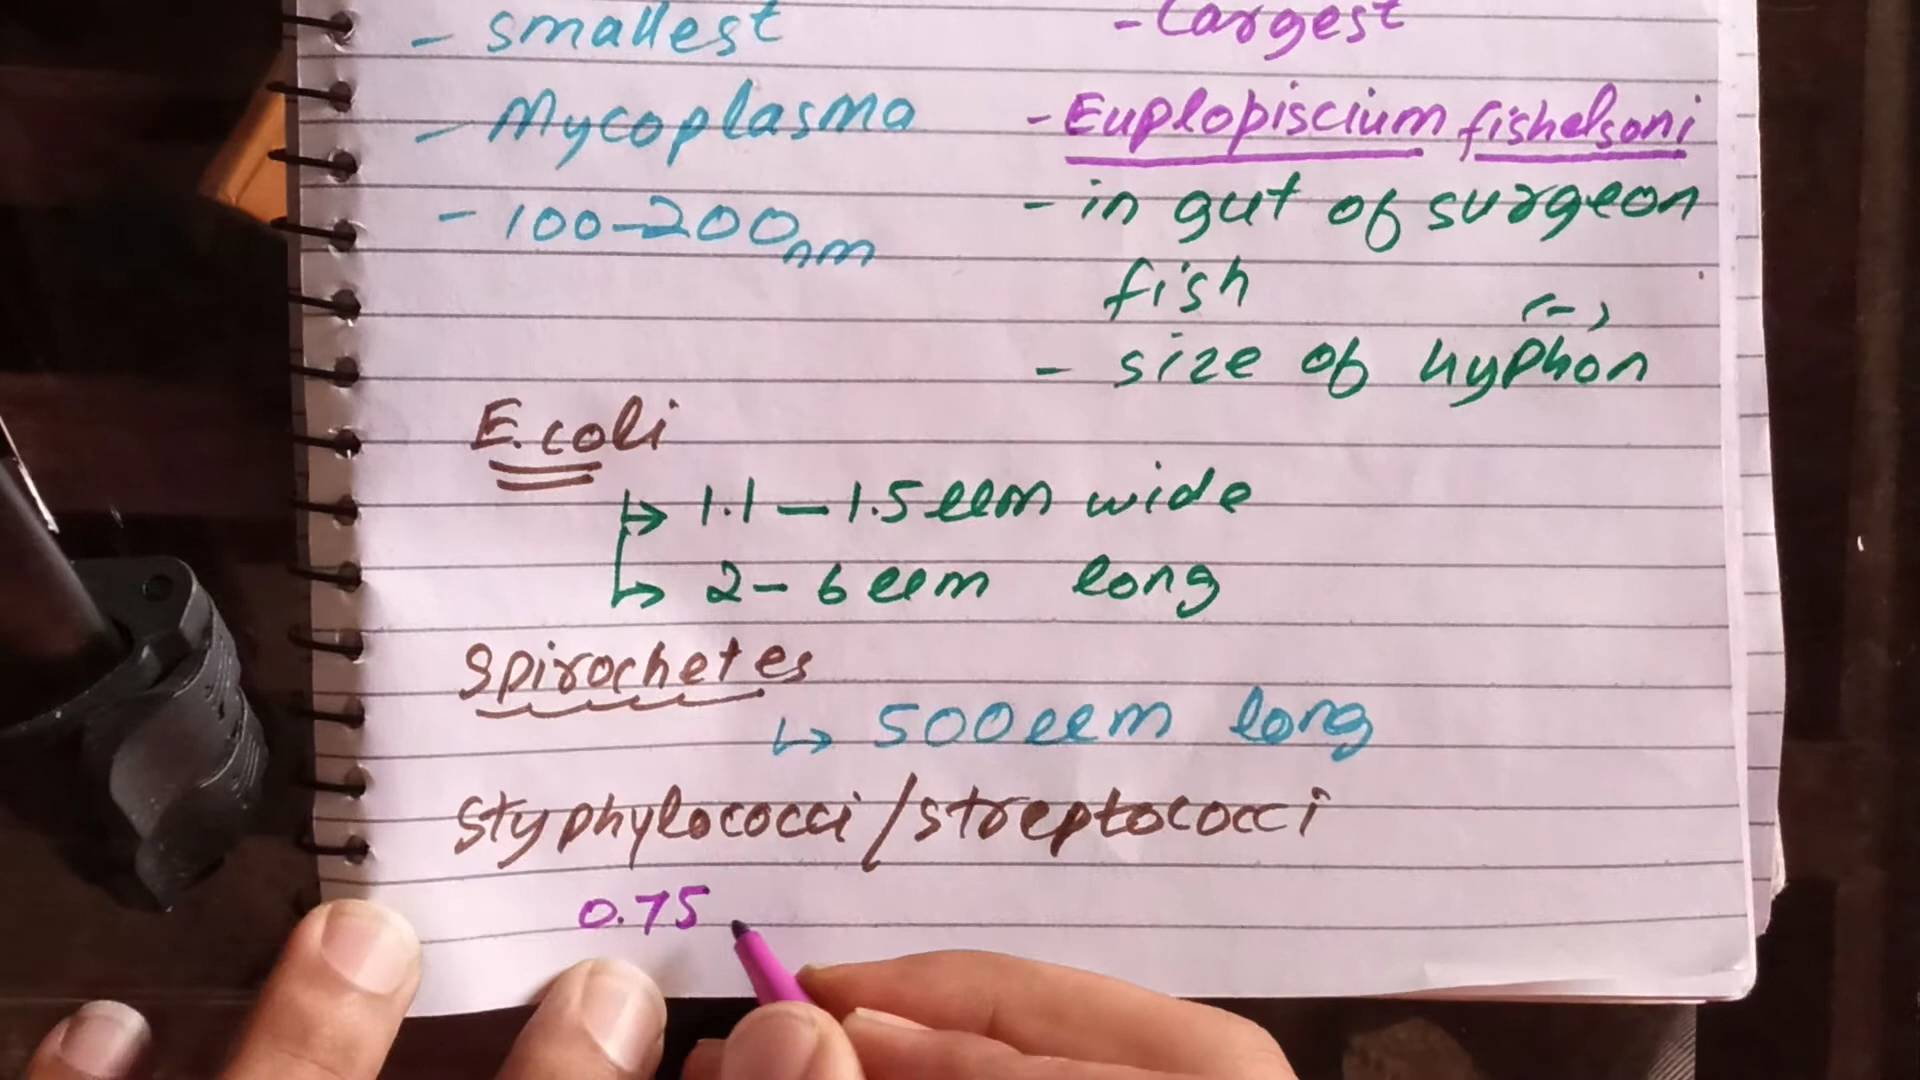 - smallest
- Largest
- Mycoplasma
- Euplopiscium fishelsoni
- 100-200nm
- in gut of surgeon
fish
(-)
- size of hyphon
E.coli
↳ 1.1 – 1.5 µm wide
↳ 2 – 6 µm long
Spirochetes
↳ 500 µm long
Styphylococci / streptococci
0.75